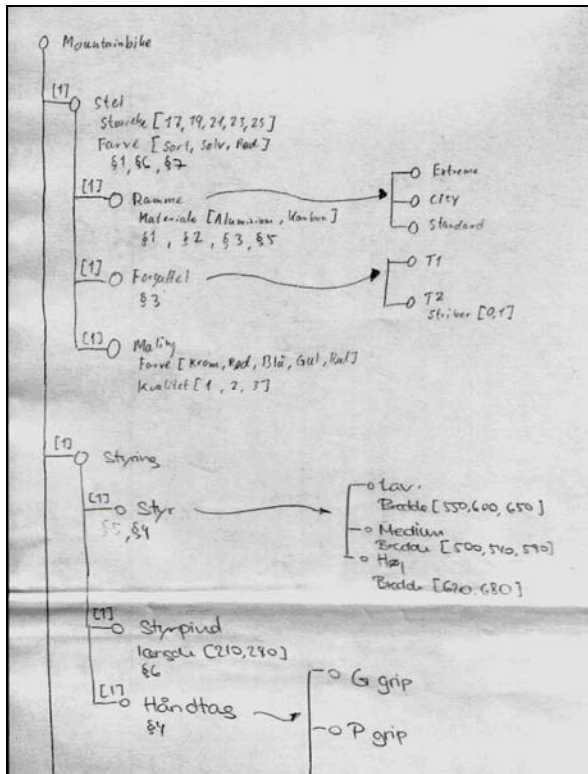 Mountainbike
[1]
Stel
Størrelse [17, 19, 21, 23, 25]
Farve [Sort, Sølv, Rød]
§1, §6, §7
[1]
Ramme
Materiale [Aluminium, Karbon]
§1, §2, §3, §5
Extreme
City
Standard
[1]
Forgaffel
§3
T1
T2
Striber [0,1]
[1]
Maling
Farve [Krom, Rød, Blå, Gul, Ral]
Kvalitet [1, 2, 3]
[1]
Styring
[1]
Styr
§5, §4
Lav.
Bredde [550, 600, 650]
Medium
Bredde [500, 540, 590]
Høj
Bredde [620, 680]
[1]
Styrpind
længde [210, 240]
§6
[1]
Håndtag
§4
G grip
P grip